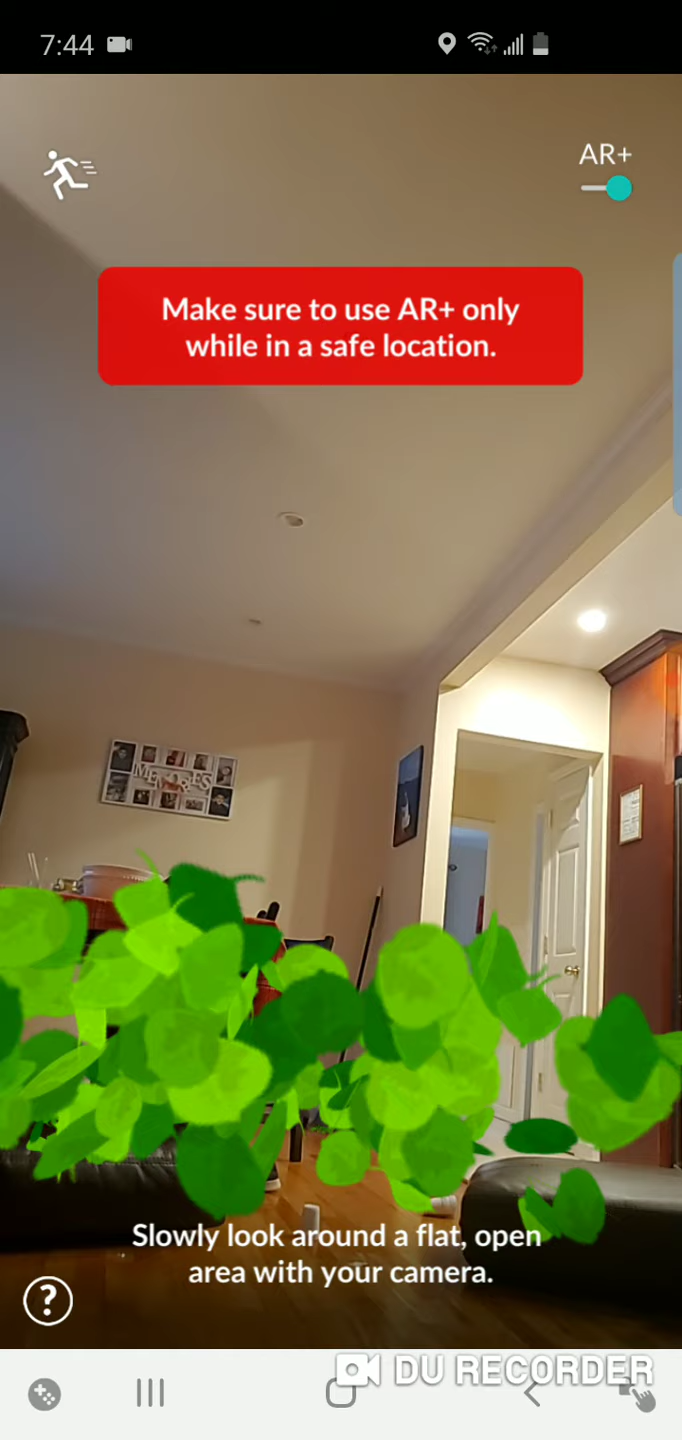 7:44
AR+
Make sure to use AR+ only
while in a safe location.
MEMORIES
Slowly look around a flat, open
area with your camera.
?
DU RECORDER